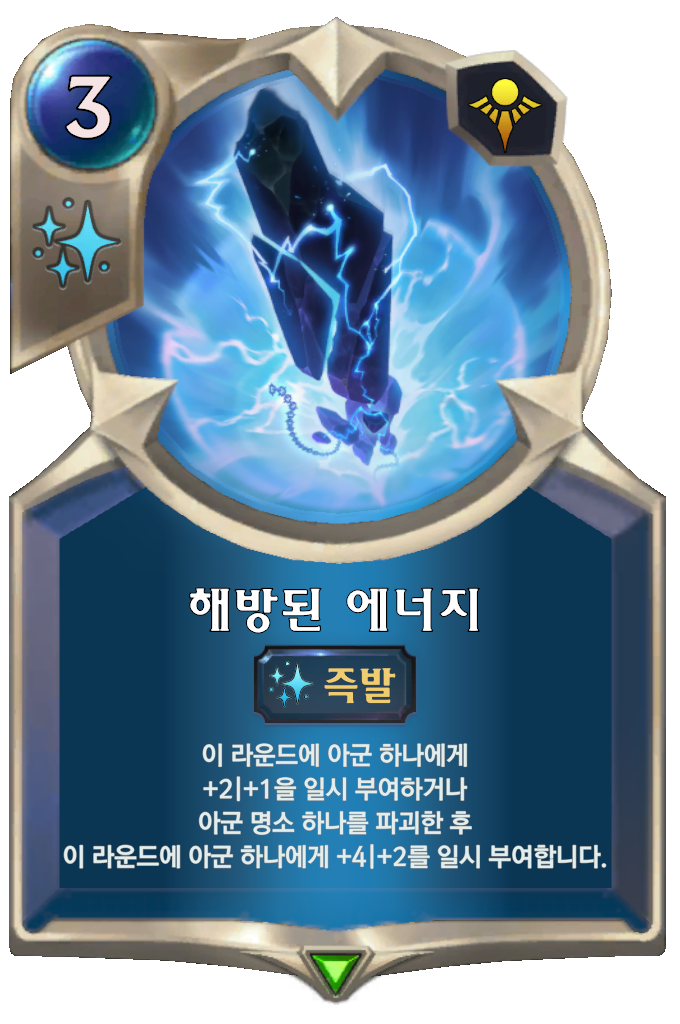 3
해방된 에너지
즉발
이 라운드에 아군 하나에게
+2|+1을 일시 부여하거나
아군 명소 하나를 파괴한 후
이 라운드에 아군 하나에게 +4|+2를 일시 부여합니다.